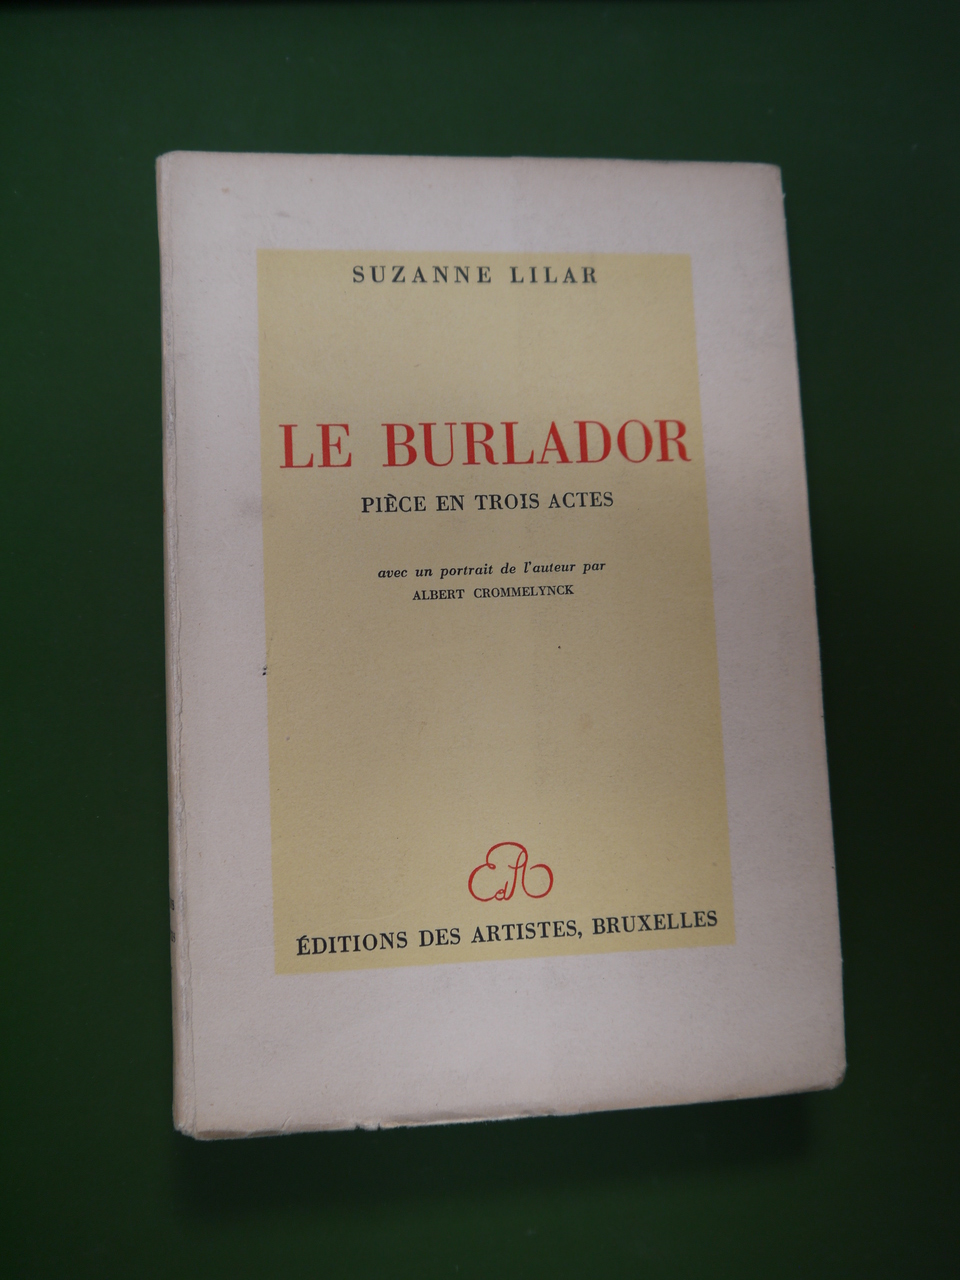 SUZANNE LILAR
LE BURLADOR
PIÈCE EN TROIS ACTES
avec un portrait de l'auteur par
ALBERT CROMMELYNCK
EdA
ÉDITIONS DES ARTISTES, BRUXELLES